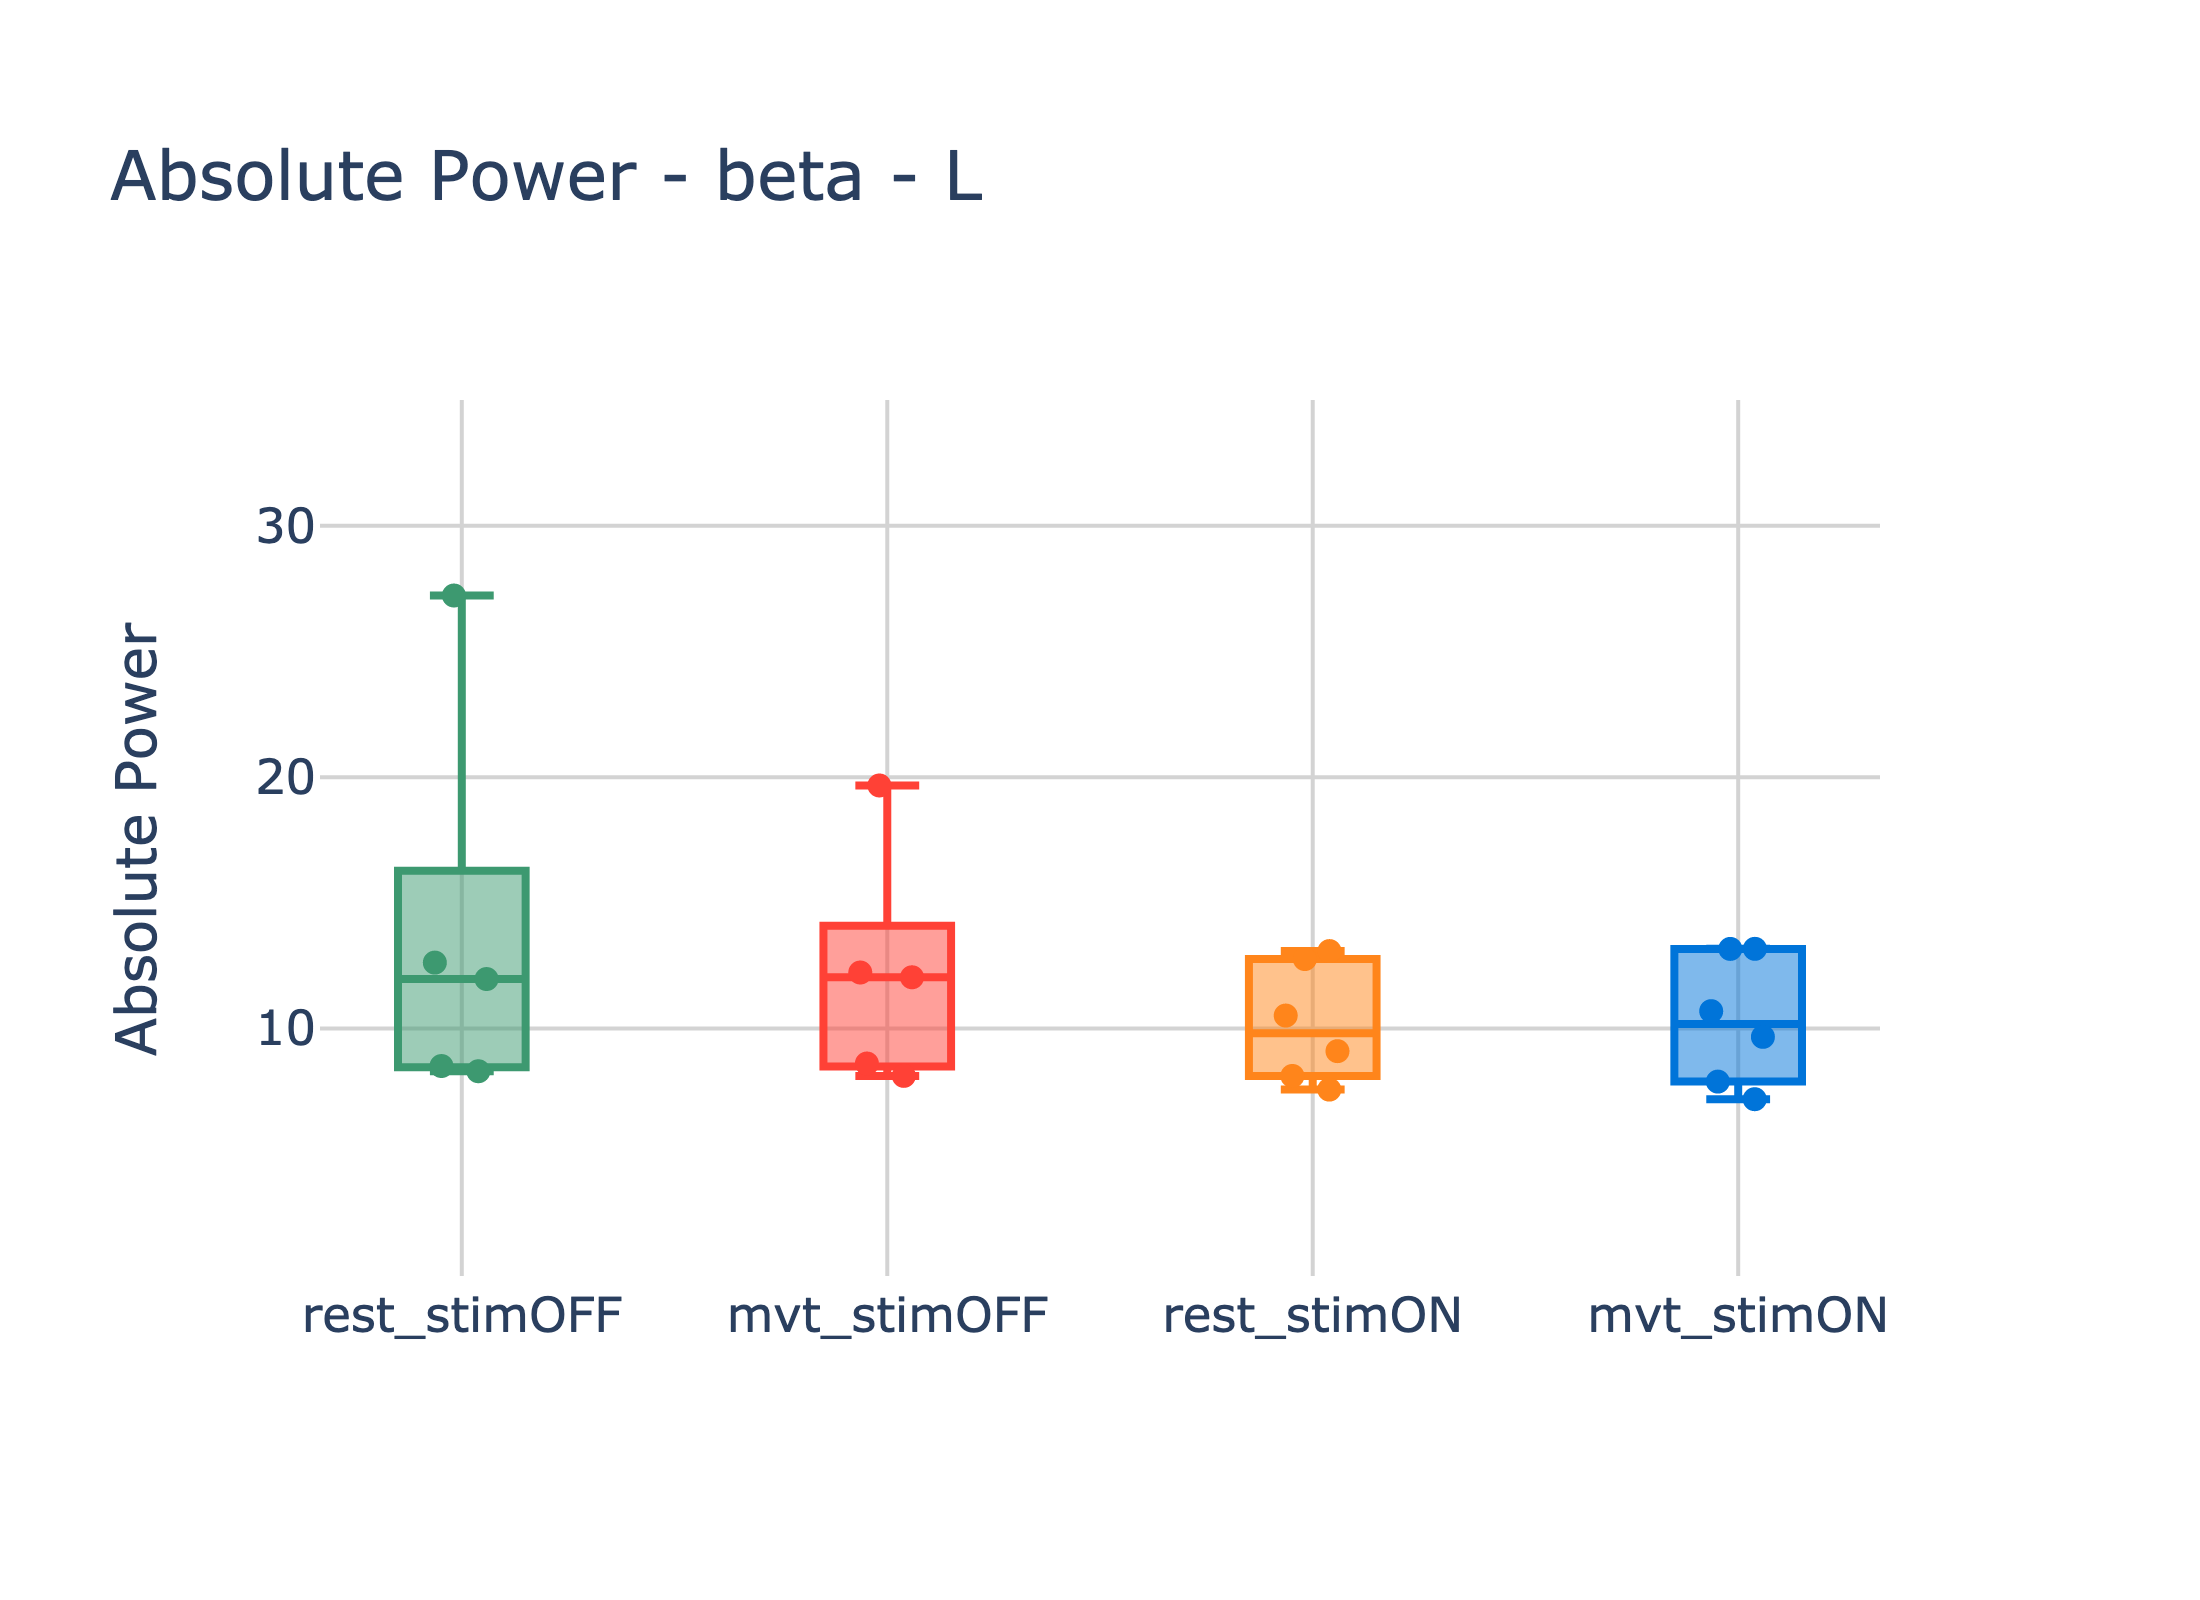 Absolute Power - beta - L
Absolute Power
30
20
10
rest_stimOFF
mvt_stimOFF
rest_stimON
mvt_stimON